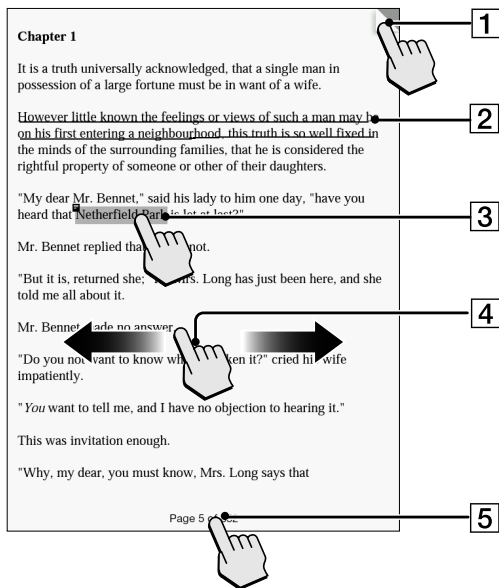 Chapter 1
It is a truth universally acknowledged, that a single man in
possession of a large fortune must be in want of a wife.
However little known the feelings or views of such a man may
on his first entering a neighbourhood, this truth is so well fixed in
the minds of the surrounding families, that he is considered the
rightful property of someone or other of their daughters.
"My dear Mr. Bennet," said his lady to him one day, "have you
heard that Netherfield Park is let at last?"
Mr. Bennet replied not.
"But it is, returned she; Mrs. Long has just been here, and she
told me all about it.
Mr. Bennet made no answer
"Do you not want to know it?" cried wife
impatiently.
"You want to tell me, and I have no objection to hearing it."
This was invitation enough.
"Why, my dear, you must know, Mrs. Long says that
Page 5
1
2
3
4
5